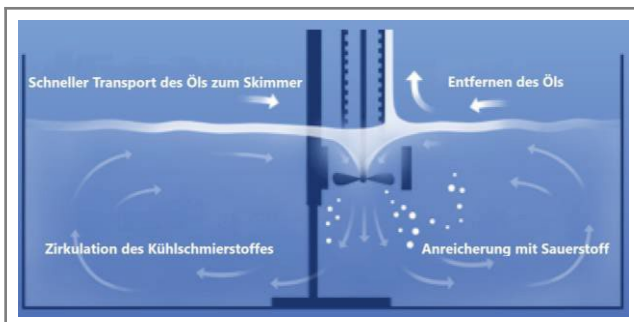 Schneller Transport des Öls zum Skimmer
Entfernen des Öls
Zirkulation des Kühlschmierstoffes
Anreicherung mit Sauerstoff